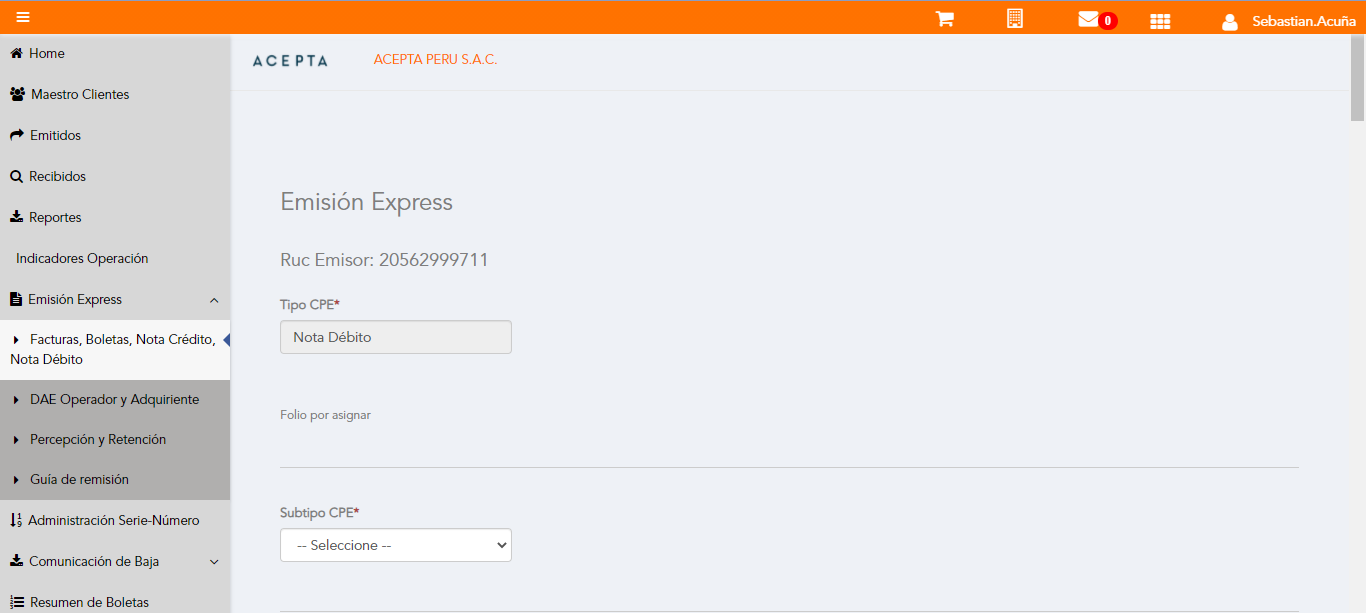 0
Sebastian.Acuña
Home
Maestro Clientes
Emitidos
Recibidos
Reportes
Indicadores Operación
Emisión Express
Facturas, Boletas, Nota Crédito,
Nota Débito
DAE Operador y Adquiriente
Percepción y Retención
Guía de remisión
Administración Serie-Número
Comunicación de Baja
Resumen de Boletas
ACEPTA
ACEPTA PERU S.A.C.
Emisión Express
Ruc Emisor: 20562999711
Tipo CPE*
Nota Débito
Folio por asignar
Subtipo CPE*
-- Seleccione --